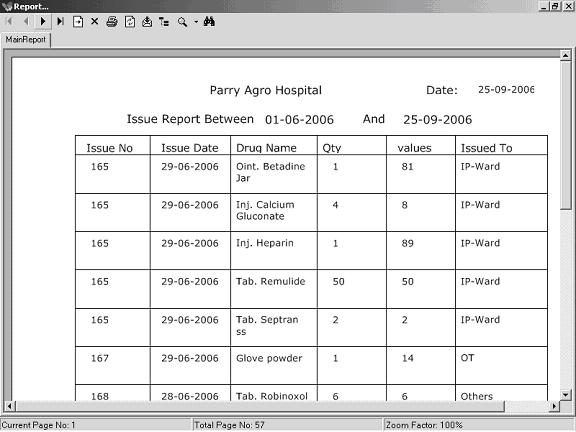 Report...
MainReport
Parry Agro Hospital Date: 25-09-2006
Issue Report Between 01-06-2006 And 25-09-2006
Issue No Issue Date Drug Name Qty values Issued To
165 29-06-2006 Oint. Betadine 1 81 IP-Ward
Jar
165 29-06-2006 Inj. Calcium 4 8 IP-Ward
Gluconate
165 29-06-2006 Inj. Heparin 1 89 IP-Ward
165 29-06-2006 Tab. Remulide 50 50 IP-Ward
165 29-06-2006 Tab. Septran 2 2 IP-Ward
ss
167 29-06-2006 Glove powder 1 14 OT
168 28-06-2006 Tab. Robinoxol 6 6 Others
Current Page No: 1 Total Page No: 57 Zoom Factor: 100%